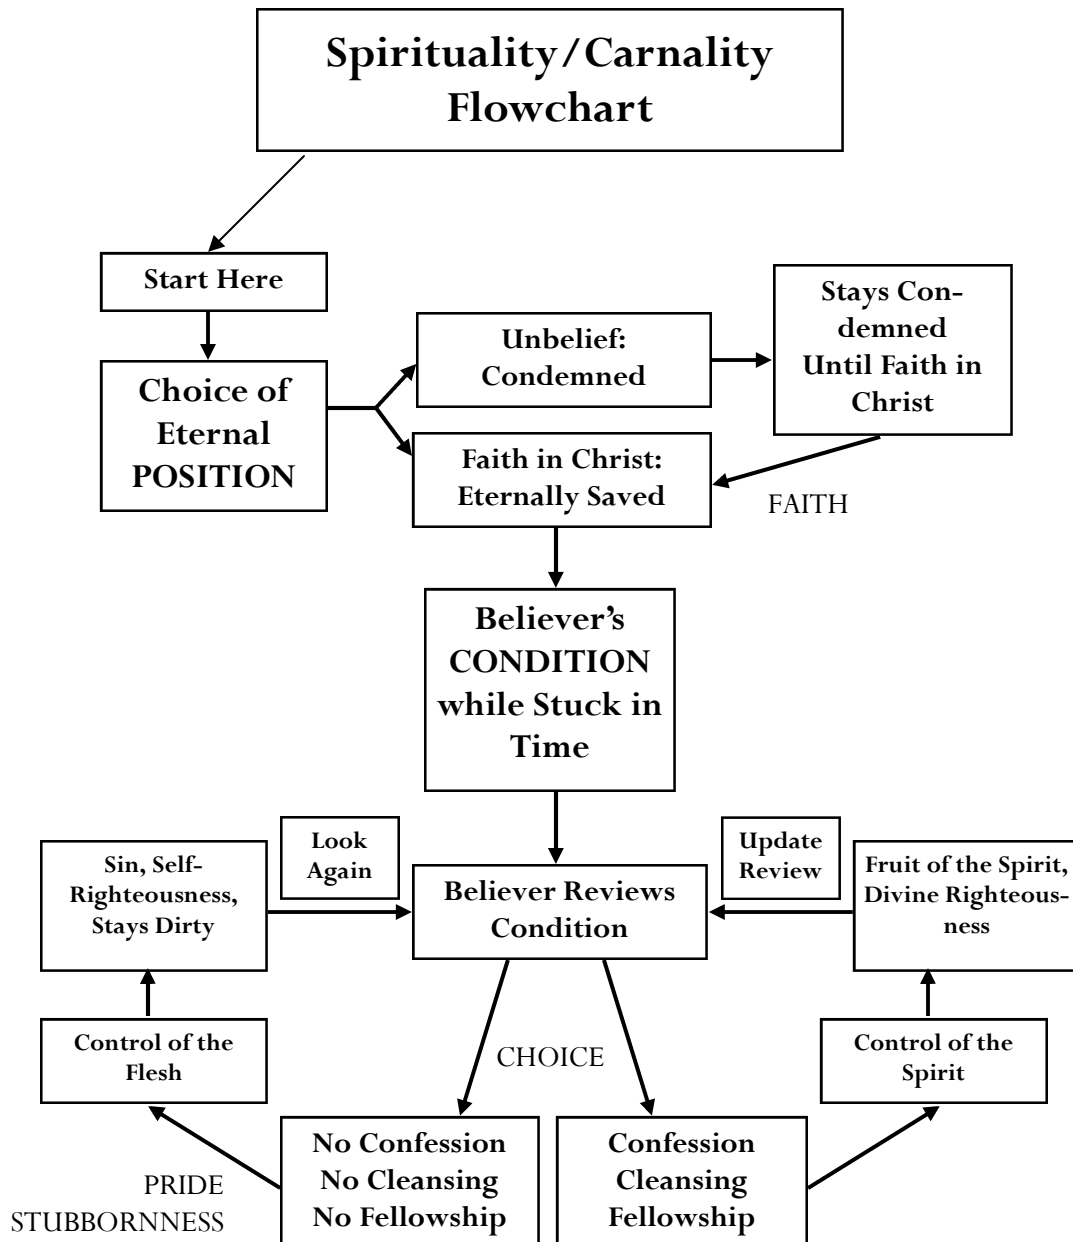 Spirituality/Carnality
Flowchart
Start Here
Choice of
Eternal
POSITION
Unbelief:
Condemned
Stays Con-
demned
Until Faith in
Christ
Faith in Christ:
Eternally Saved
FAITH
Believer’s
CONDITION
while Stuck in
Time
Sin, Self-
Righteousness,
Stays Dirty
Look
Again
Believer Reviews
Condition
Update
Review
Fruit of the Spirit,
Divine Righteous-
ness
Control of the
Flesh
CHOICE
Control of the
Spirit
PRIDE
STUBBORNNESS
No Confession
No Cleansing
No Fellowship
Confession
Cleansing
Fellowship